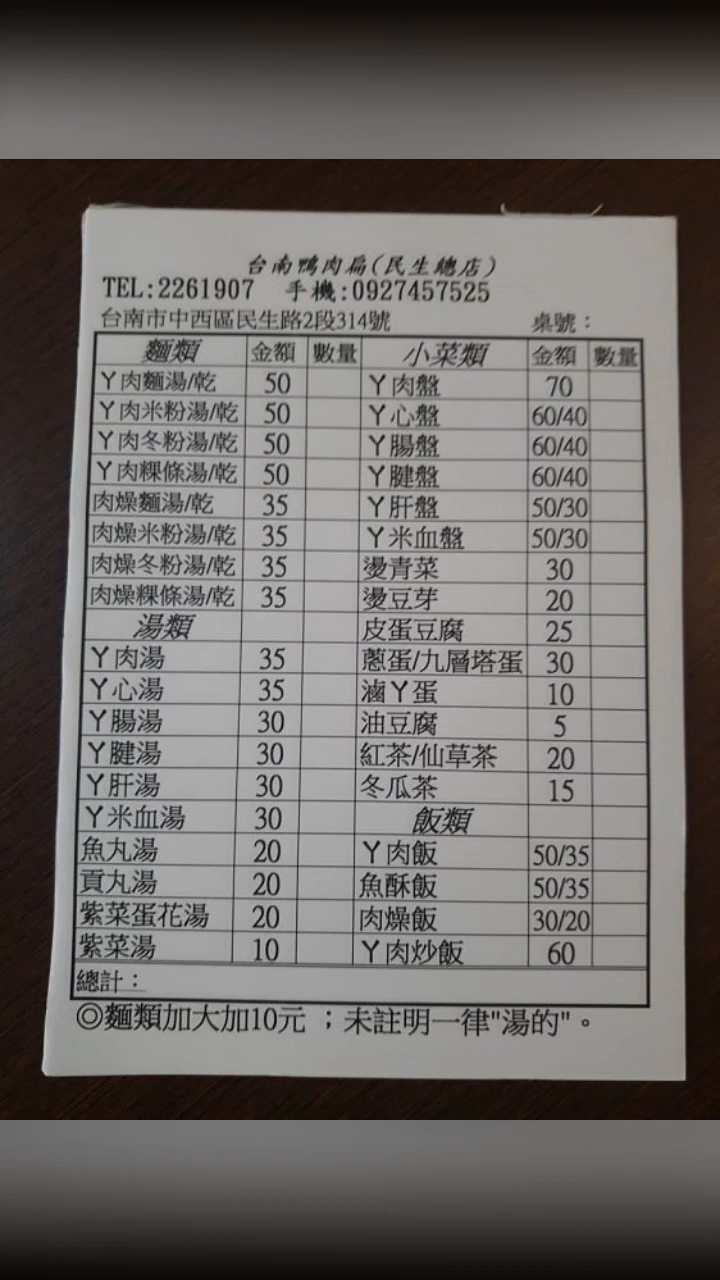 台南鴨肉扁(民生總店)
TEL:2261907 手機:0927457525
台南市中西區民生路2段314號 桌號：
麵類 金額 數量 小菜類 金額 數量
ㄚ肉麵湯/乾 50 ㄚ肉盤 70
ㄚ肉米粉湯/乾 50 ㄚ心盤 60/40
ㄚ肉冬粉湯/乾 50 ㄚ腸盤 60/40
ㄚ肉粿條湯/乾 50 ㄚ腱盤 60/40
肉燥麵湯/乾 35 ㄚ肝盤 50/30
肉燥米粉湯/乾 35 ㄚ米血盤 50/30
肉燥冬粉湯/乾 35 燙青菜 30
肉燥粿條湯/乾 35 燙豆芽 20
湯類 皮蛋豆腐 25
ㄚ肉湯 35 蔥蛋/九層塔蛋 30
ㄚ心湯 35 滷ㄚ蛋 10
ㄚ腸湯 30 油豆腐 5
ㄚ腱湯 30 紅茶/仙草茶 20
ㄚ肝湯 30 冬瓜茶 15
ㄚ米血湯 30 飯類
魚丸湯 20 ㄚ肉飯 50/35
貢丸湯 20 魚酥飯 50/35
紫菜蛋花湯 20 肉燥飯 30/20
紫菜湯 10 ㄚ肉炒飯 60
總計：
◎麵類加大加10元；未註明一律"湯的"。